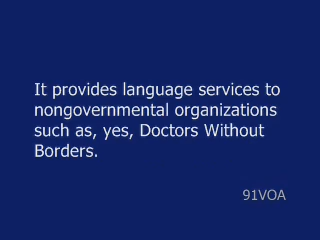 It provides language services to
nongovernmental organizations
such as, yes, Doctors Without
Borders.
91VOA